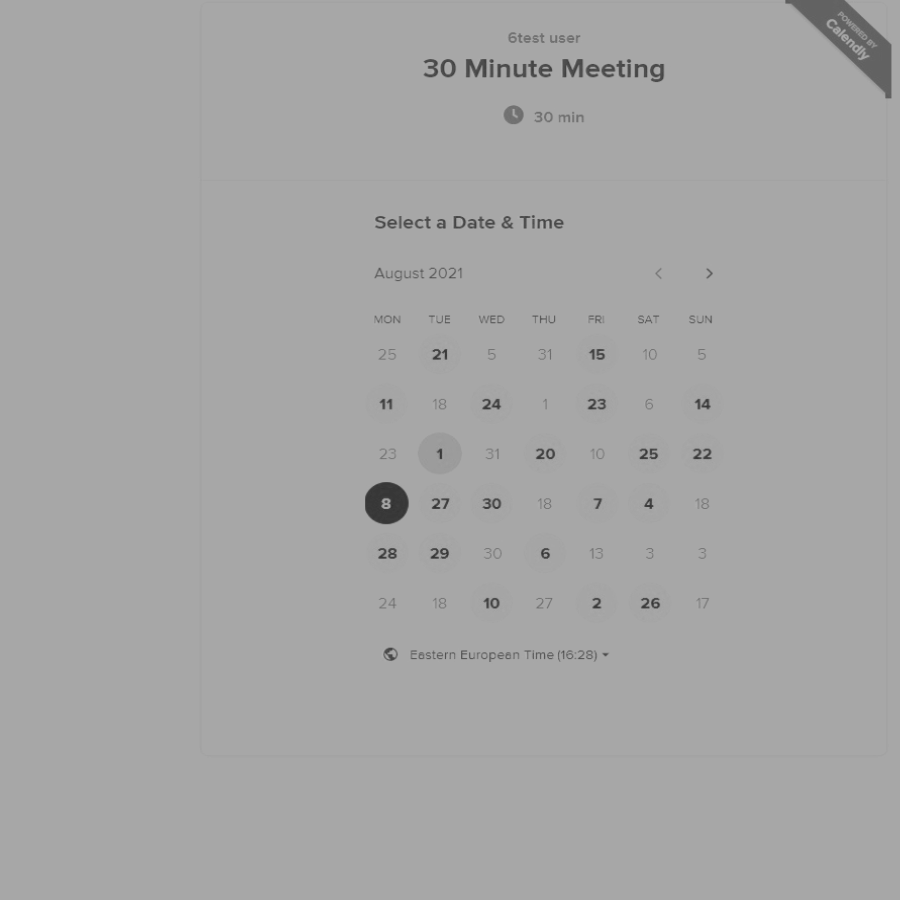 POWERED BY
Calendly
6test user
30 Minute Meeting
30 min
Select a Date & Time
August 2021
MON TUE WED THU FRI SAT SUN
25 21 5 31 15 10 5
11 18 24 1 23 6 14
23 1 31 20 10 25 22
8 27 30 18 7 4 18
28 29 30 6 13 3 3
24 18 10 27 2 26 17
Eastern European Time (16:28)